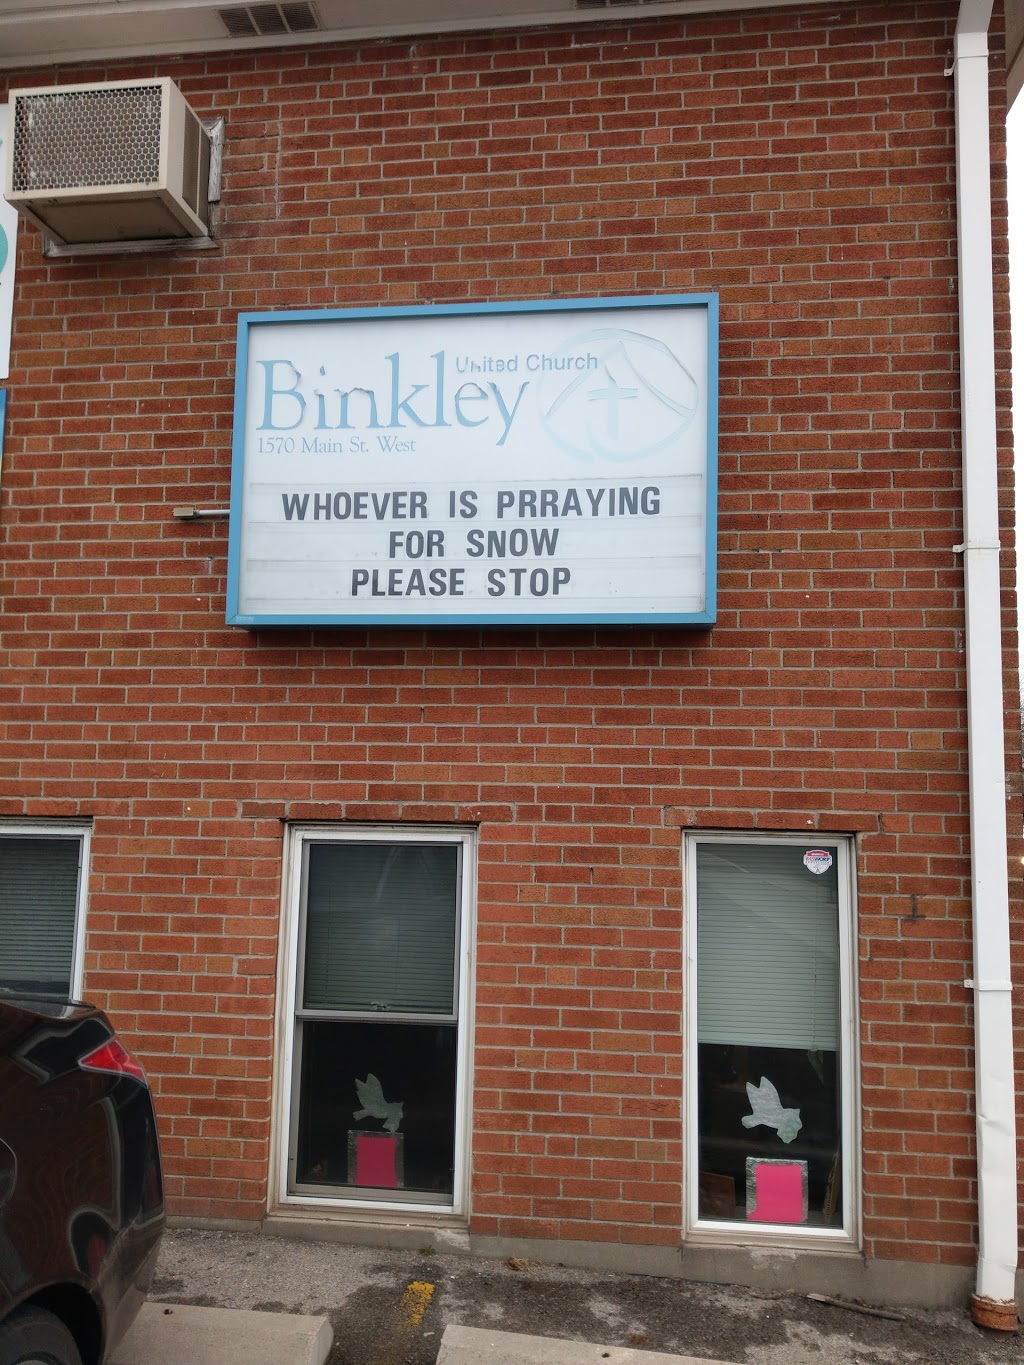 United Church
Binkley
1570 Main St. West
WHOEVER IS PRRAYING
FOR SNOW
PLEASE STOP